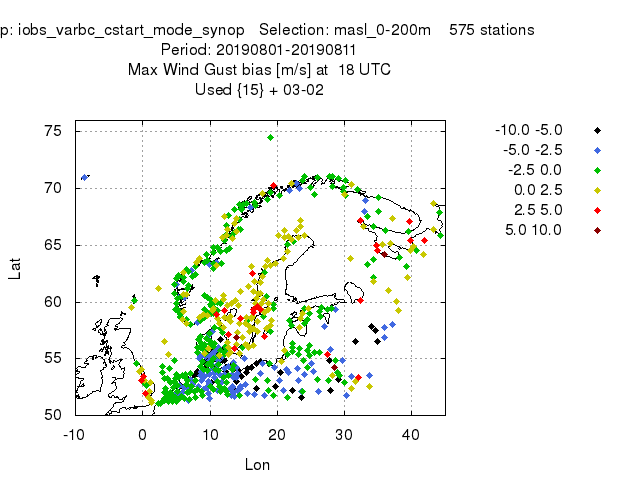 p: iobs_varbc_cstart_mode_synop Selection: masl_0-200m 575 stations
Period: 20190801-20190811
Max Wind Gust bias [m/s] at 18 UTC
Used {15} + 03-02
-10.0 -5.0
-5.0 -2.5
-2.5 0.0
0.0 2.5
2.5 5.0
5.0 10.0
75
70
65
60
55
50
Lat
-10 0 10 20 30 40
Lon